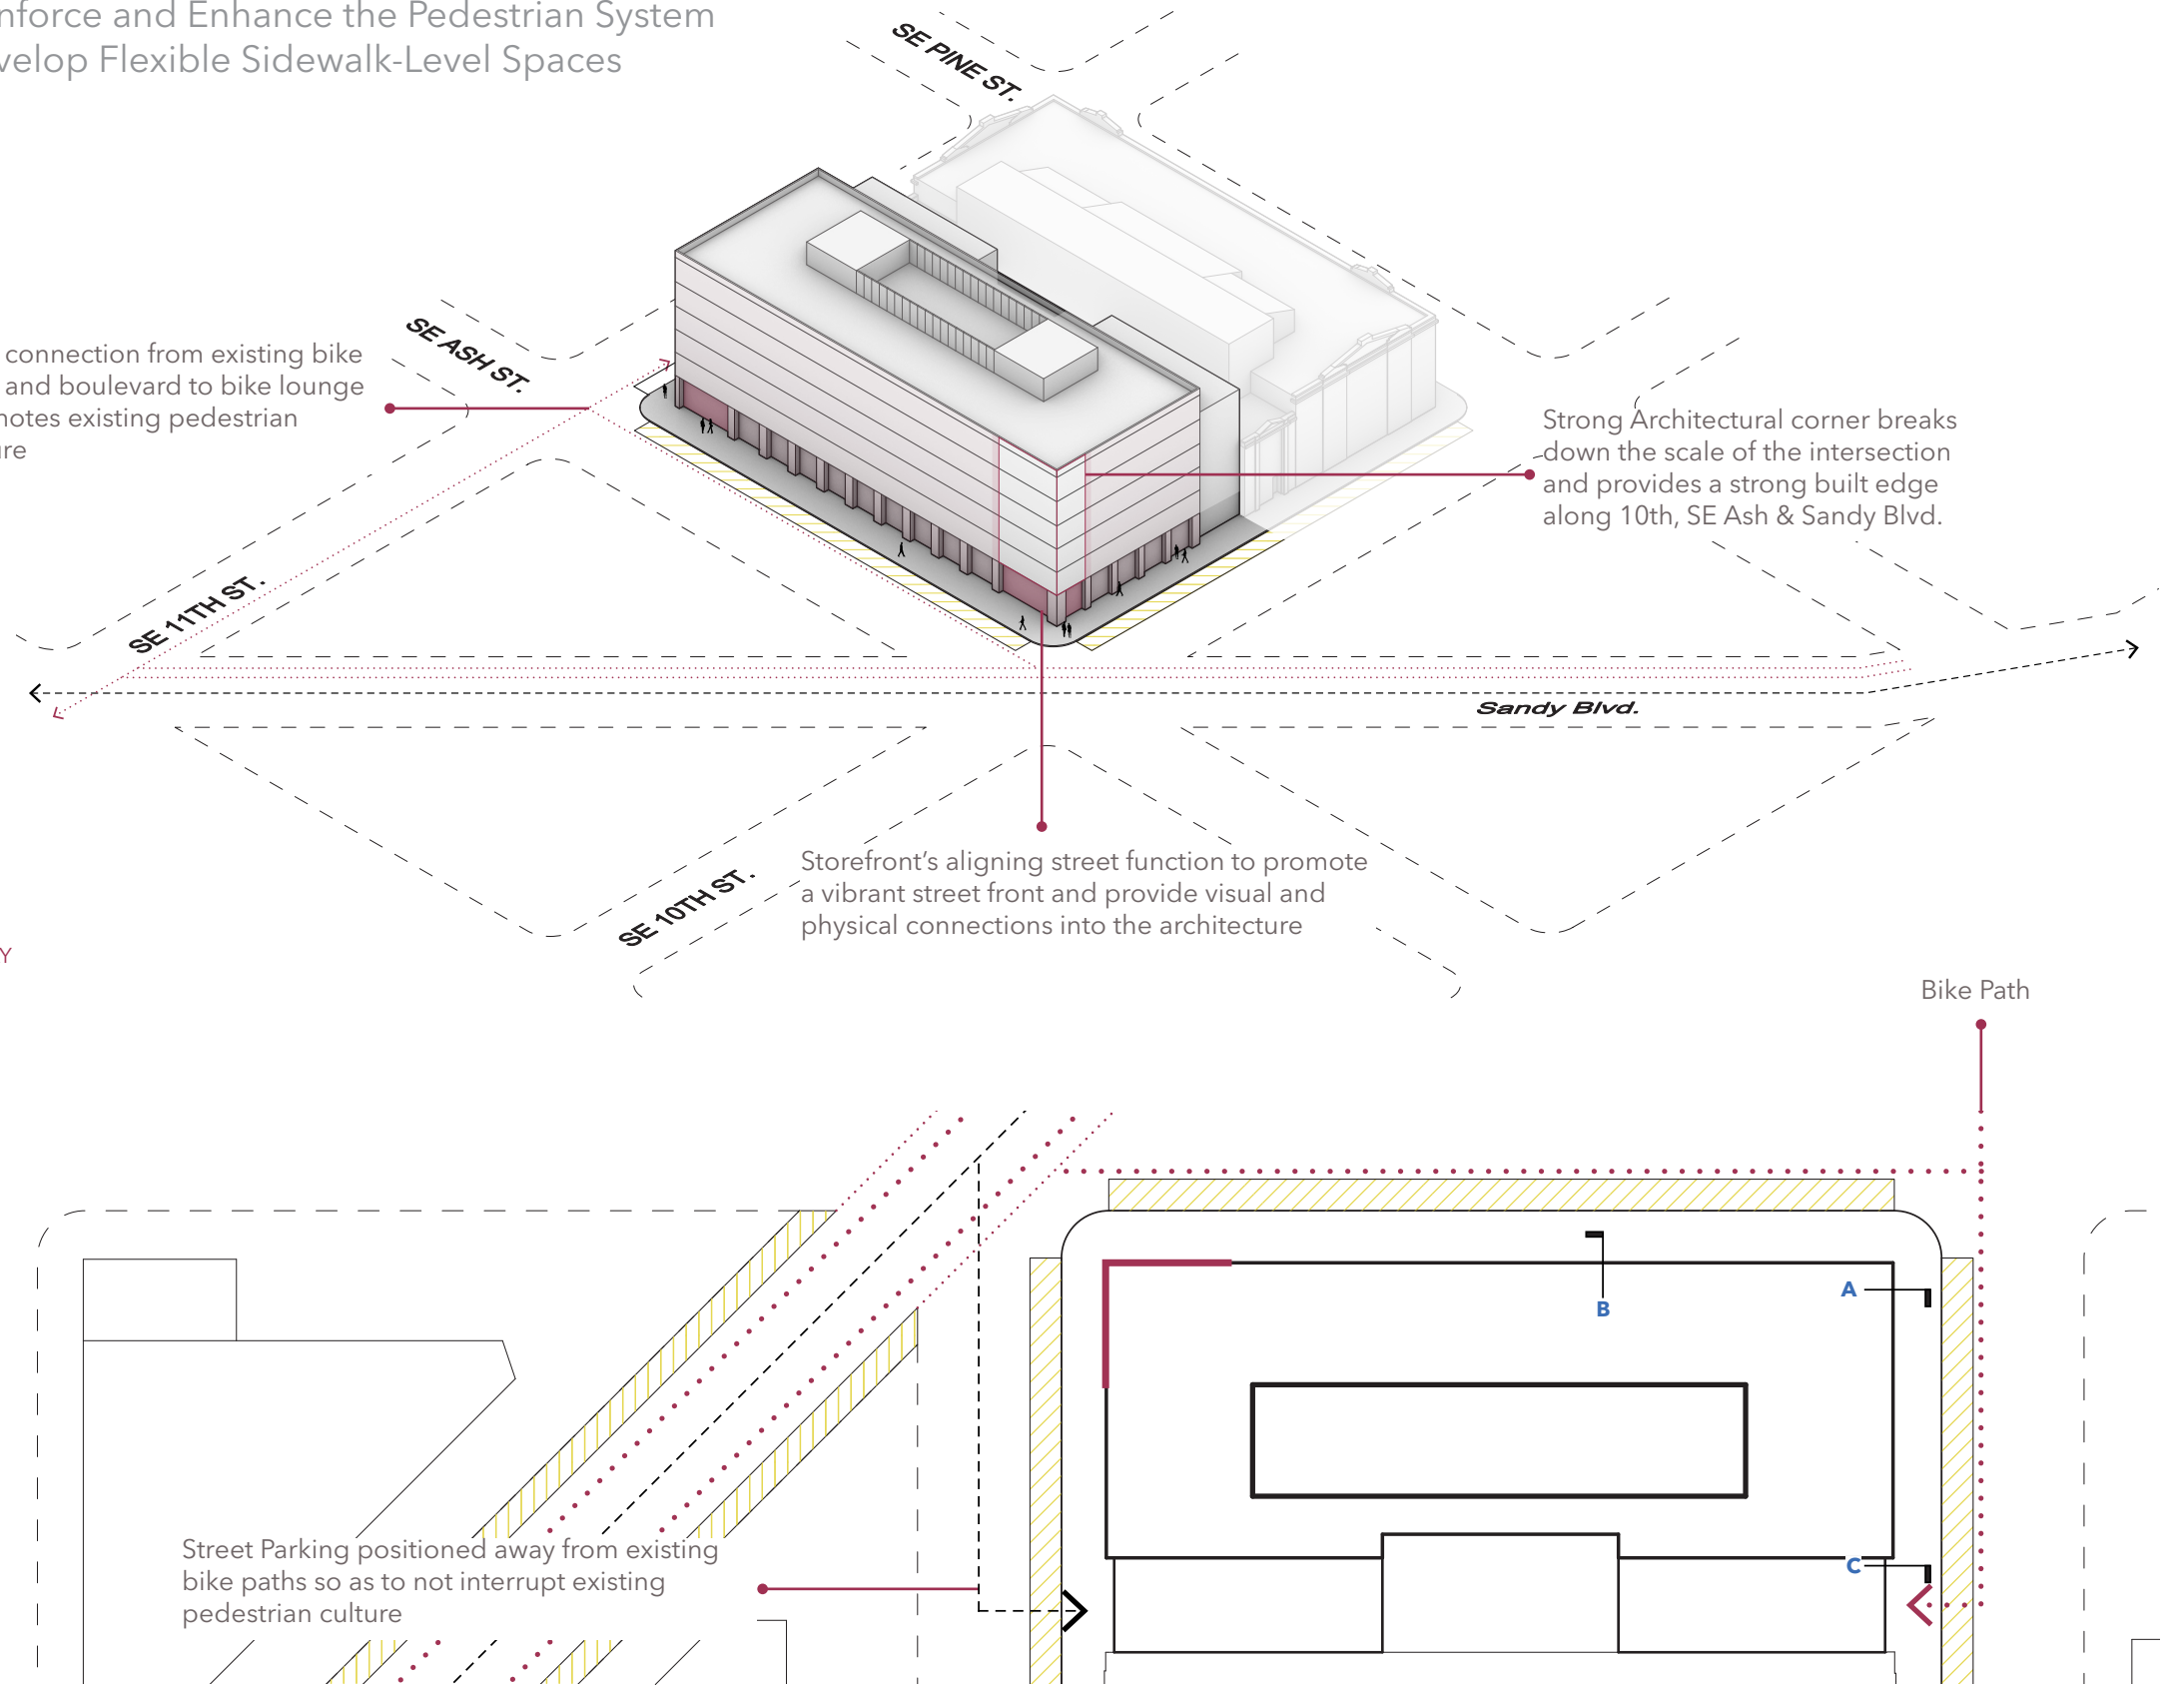 nforce and Enhance the Pedestrian System
velop Flexible Sidewalk-Level Spaces
SE PINE ST.
SE ASH ST.
connection from existing bike
and boulevard to bike lounge
notes existing pedestrian
re
Strong Architectural corner breaks
down the scale of the intersection
and provides a strong built edge
along 10th, SE Ash & Sandy Blvd.
SE 11TH ST.
Sandy Blvd.
Storefront's aligning street function to promote
a vibrant street front and provide visual and
physical connections into the architecture
SE 10TH ST.
Y
Bike Path
A
B
C
Street Parking positioned away from existing
bike paths so as to not interrupt existing
pedestrian culture